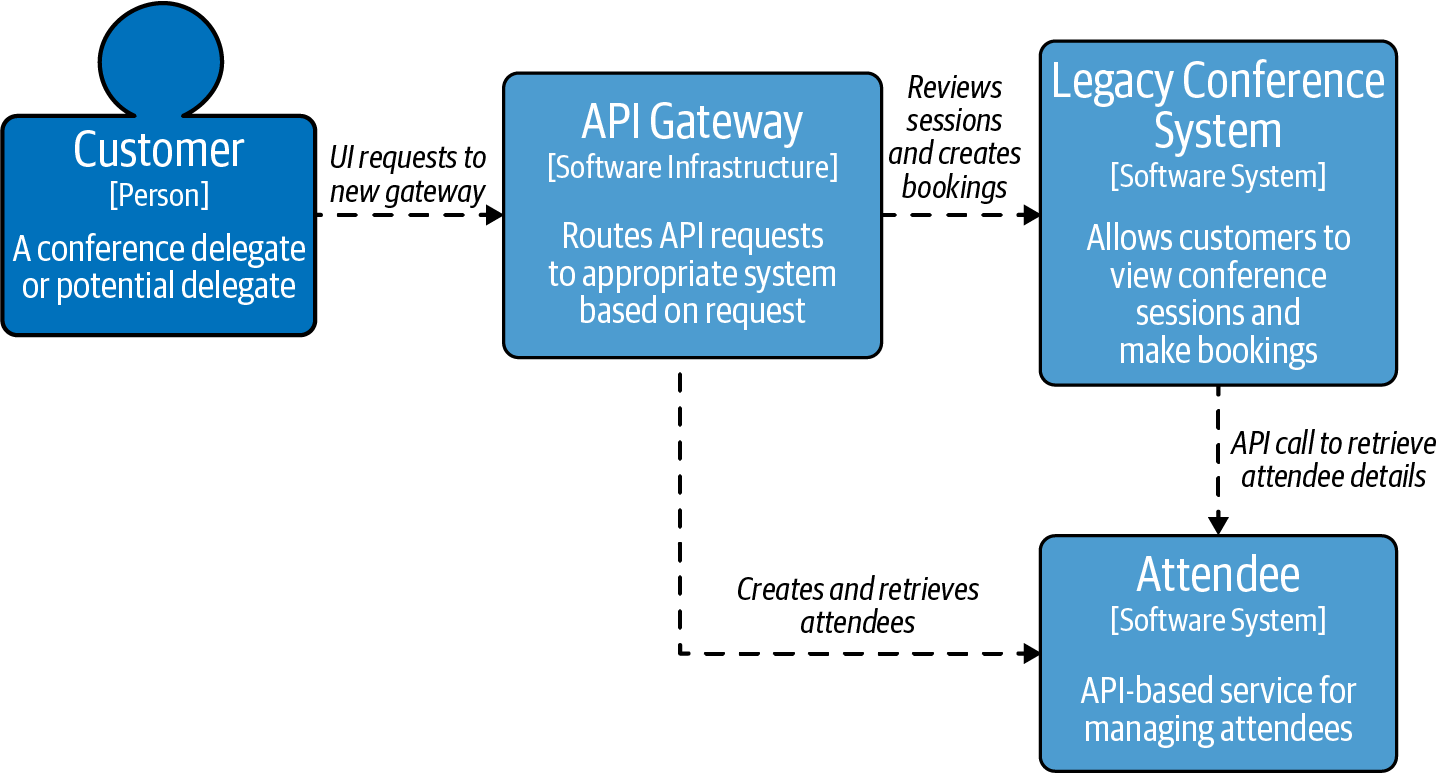 Customer
[Person]
A conference delegate
or potential delegate
UI requests to
new gateway
API Gateway
[Software Infrastructure]
Routes API requests
to appropriate system
based on request
Reviews
sessions
and creates
bookings
Legacy Conference
System
[Software System]
Allows customers to
view conference
sessions and
make bookings
API call to retrieve
attendee details
Creates and retrieves
attendees
Attendee
[Software System]
API-based service for
managing attendees